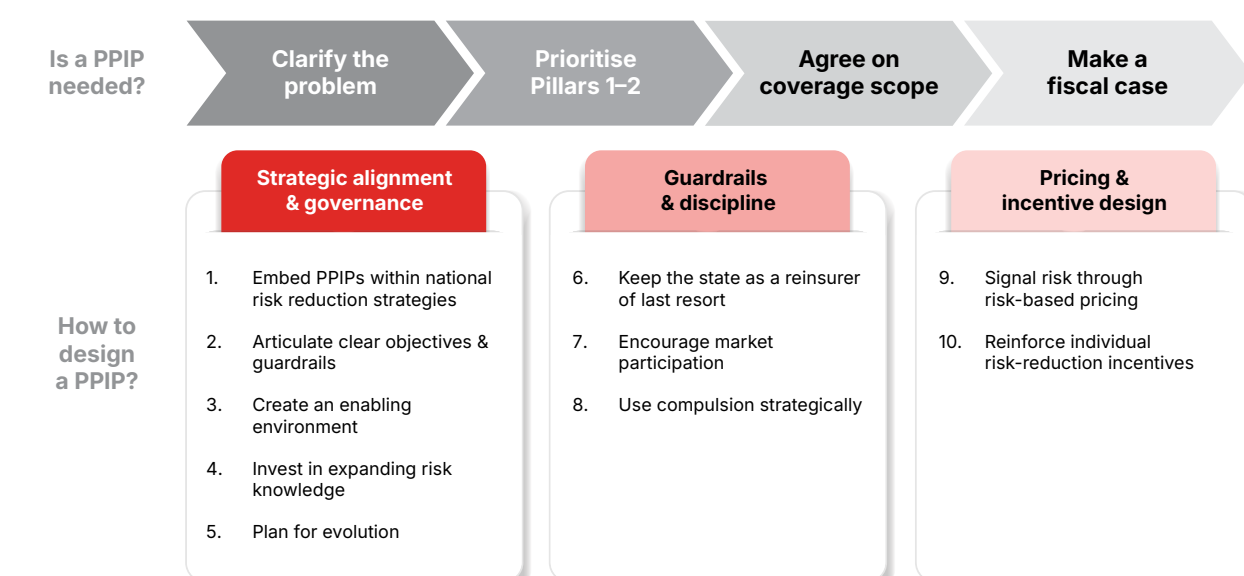 Is a PPIP
needed?
Clarify the
problem
Prioritise
Pillars 1–2
Agree on
coverage scope
Make a
fiscal case
How to
design
a PPIP?
Strategic alignment
& governance
1. Embed PPIPs within national
risk reduction strategies
2. Articulate clear objectives &
guardrails
3. Create an enabling
environment
4. Invest in expanding risk
knowledge
5. Plan for evolution
Guardrails
& discipline
6. Keep the state as a reinsurer
of last resort
7. Encourage market
participation
8. Use compulsion strategically
Pricing &
incentive design
9. Signal risk through
risk-based pricing
10. Reinforce individual
risk-reduction incentives